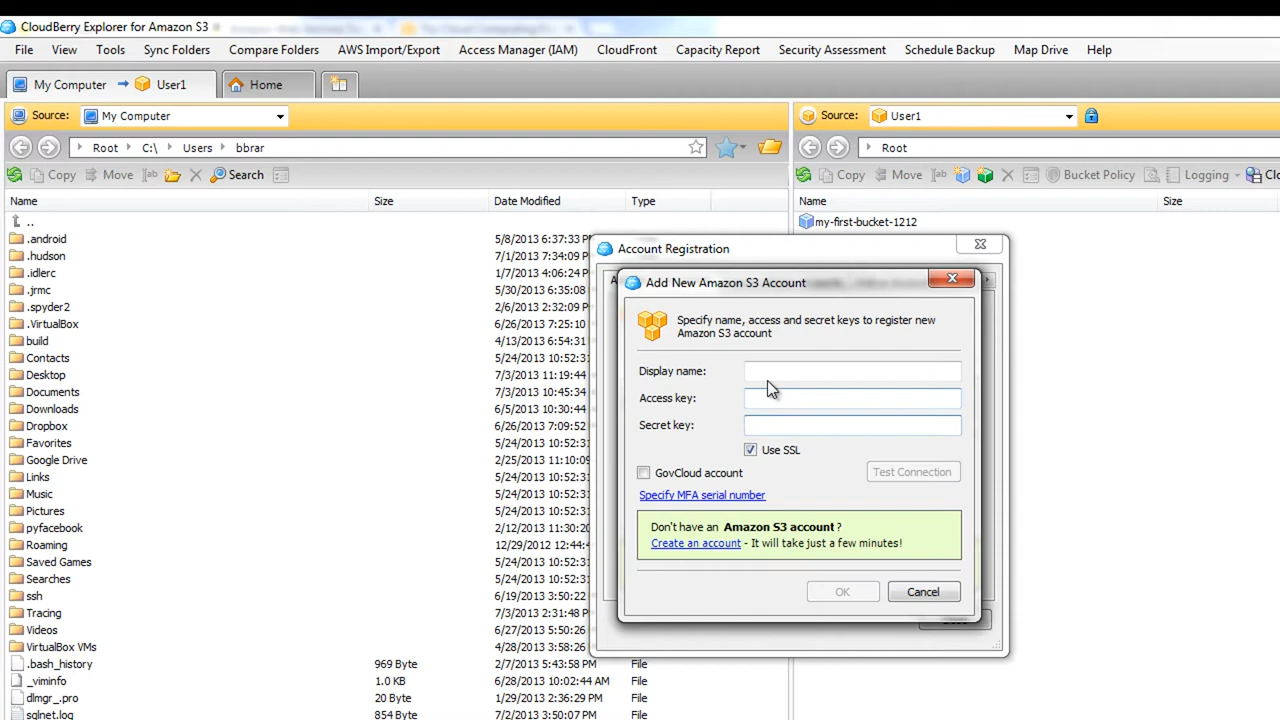 CloudBerry Explorer for Amazon S3
File View Tools Sync Folders Compare Folders AWS Import/Export Access Manager (IAM) CloudFront Capacity Report Security Assessment Schedule Backup Map Drive Help
My Computer User1 Home
Source: My Computer
Root C:\ Users bbrar
Copy Move Search
Name Size Date Modified Type
..
.android 5/8/2013 6:37:33 P
.hudson 7/1/2013 7:34:09 P
.idlerc 1/7/2013 4:06:24 P
.jrmc 5/30/2013 6:35:08
.spyder2 7/2/2013 2:32:09 P
.VirtualBox 6/26/2013 7:25:10
build 4/13/2013 6:54:31
Contacts 5/24/2013 10:52:31
Desktop 7/3/2013 11:19:44
Documents 7/3/2013 10:45:34
Downloads 6/5/2013 10:30:44
Dropbox 6/26/2013 7:09:52
Favorites 5/24/2013 10:52:3
Google Drive 2/25/2013 11:10:09
Links 5/24/2013 10:52:3
Music 5/24/2013 10:52:3
Pictures 5/24/2013 10:52:3
pyfacebook 2/12/2013 11:30:20
Roaming 12/29/2012 12:44:4
Saved Games 5/24/2013 10:52:31
Searches 5/24/2013 10:52:31
ssh 6/19/2013 3:50:22
Tracing 7/3/2013 2:31:48 P
Videos 6/27/2013 5:50:26
VirtualBox VMs 4/28/2013 3:58:26
.bash_history 969 Byte 2/7/2013 5:43:58 PM File
_viminfo 1.0 KB 6/28/2013 10:02:44 AM File
dlmgr_.pro 20 Byte 1/29/2013 2:36:29 PM File
sqlnet.log 854 Byte 7/2/2013 3:50:07 PM File
Source: User1
Root
Copy Move Bucket Policy Logging Clo
Name Size
my-first-bucket-1212
Account Registration
Add New Amazon S3 Account
Specify name, access and secret keys to register new
Amazon S3 account
Display name:
Access key:
Secret key:
Use SSL
GovCloud account Test Connection
Specify MFA serial number
Don't have an Amazon S3 account ?
Create an account - It will take just a few minutes!
OK Cancel